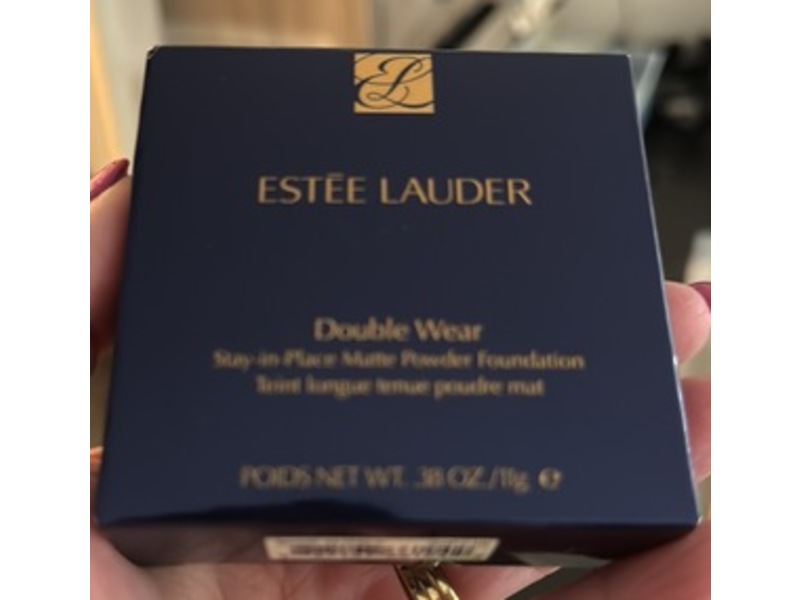 ESTĒE LAUDER
Double Wear
Stay-in-Place Matte Powder Foundation
Teint longue tenue poudre mat
POIDS NET WT. .38 OZ./11g ℮